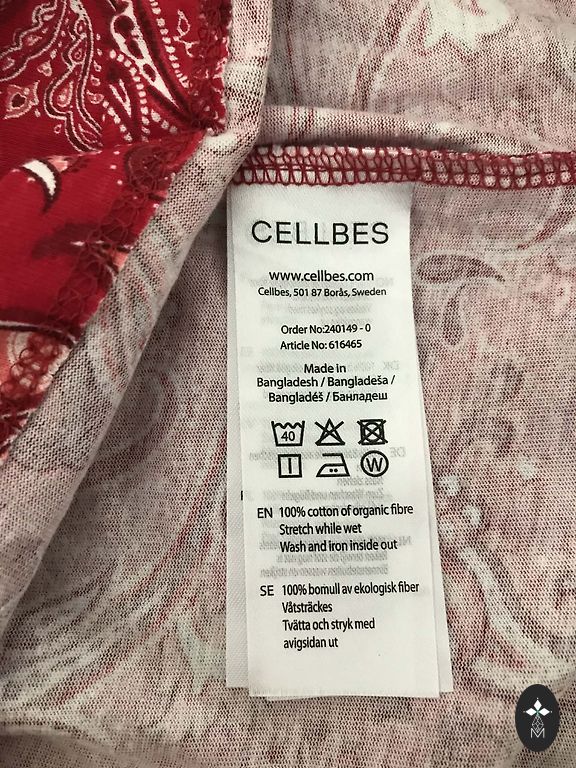 CELLBES
www.cellbes.com
Cellbes, 501 87 Borås, Sweden
Order No:240149 - 0
Article No: 616465
Made in
Bangladesh / Bangladeša /
Bangladéš / Банладеш
40
W
EN 100% cotton of organic fibre
Stretch while wet
Wash and iron inside out
SE 100% bomull av ekologisk fiber
Våtsträckes
Tvätta och stryk med
avigsidan ut
M